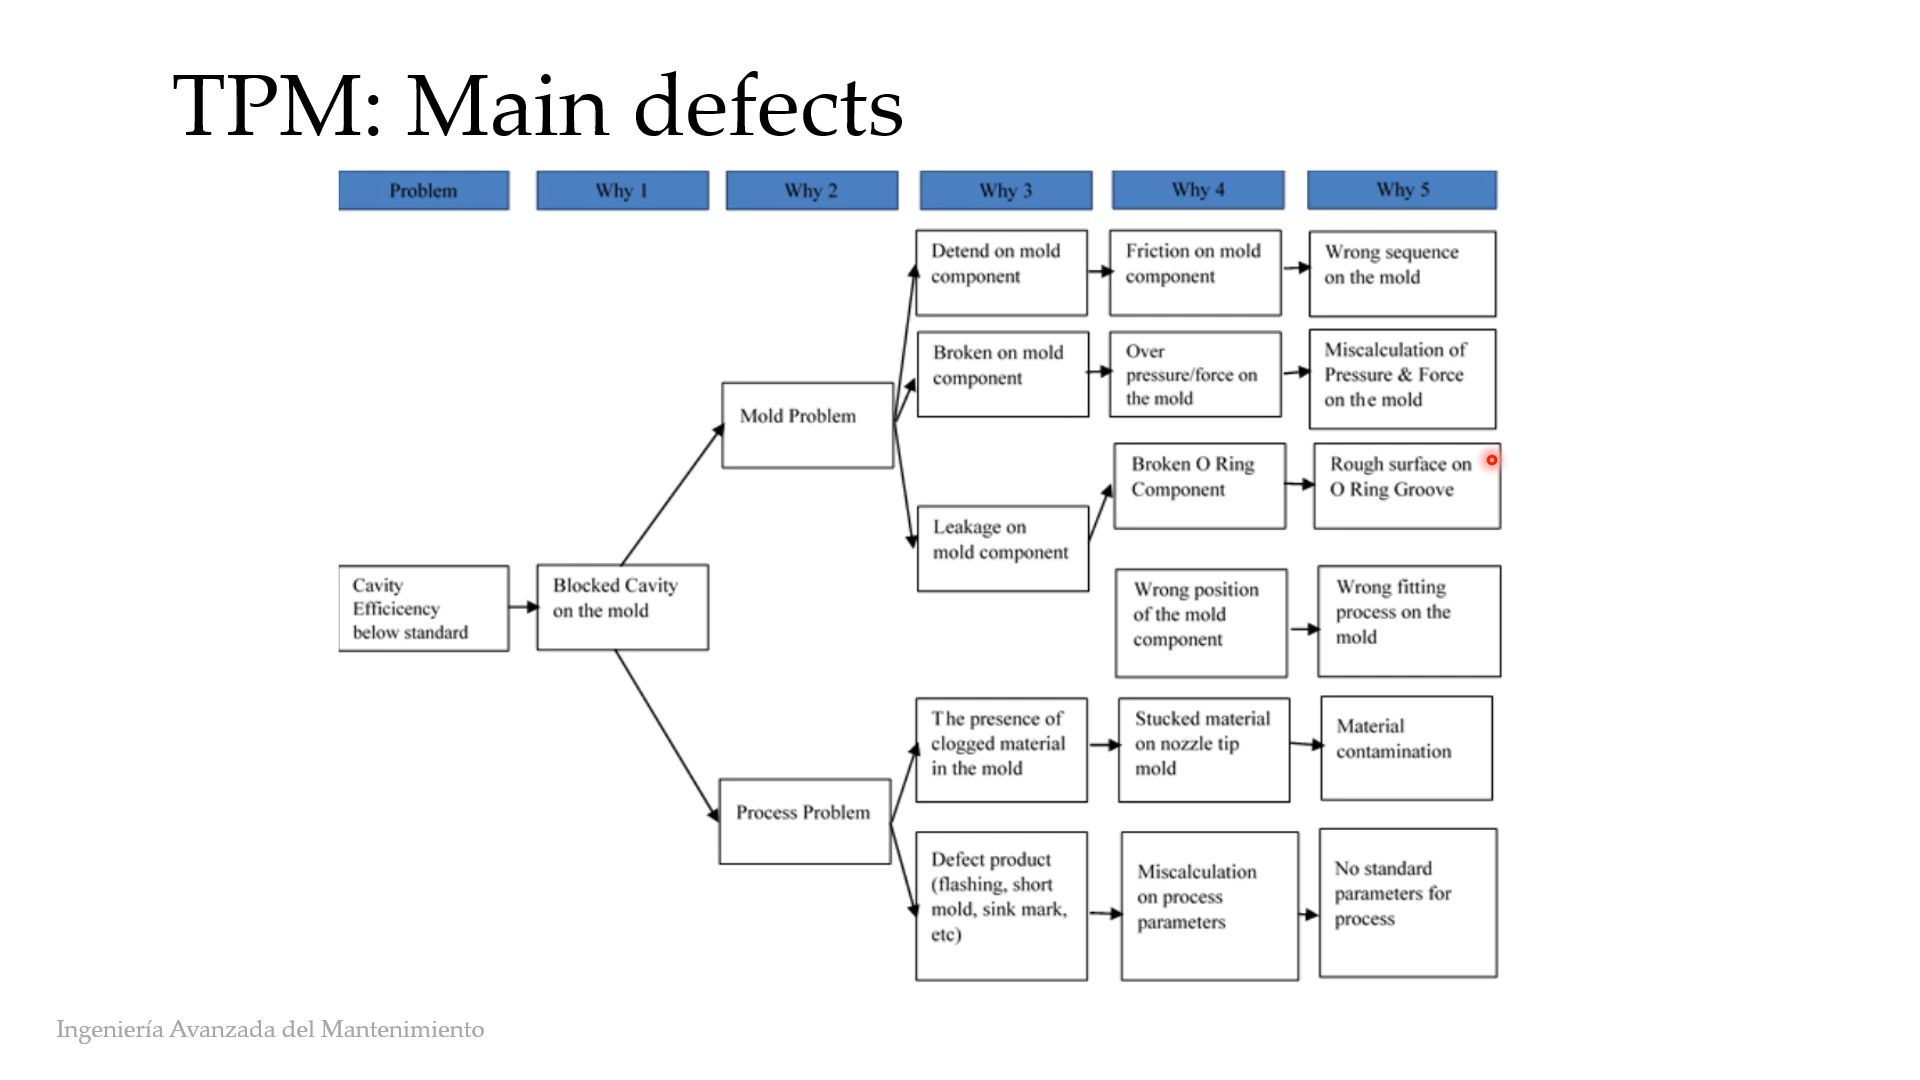 TPM: Main defects
Problem
Why 1
Why 2
Why 3
Why 4
Why 5
Detend on mold
component
Friction on mold
component
Wrong sequence
on the mold
Broken on mold
component
Over
pressure/force on
the mold
Miscalculation of
Pressure & Force
on the mold
Mold Problem
Broken O Ring
Component
Rough surface on
O Ring Groove
Leakage on
mold component
Cavity
Efficicency
below standard
Blocked Cavity
on the mold
Wrong position
of the mold
component
Wrong fitting
process on the
mold
The presence of
clogged material
in the mold
Stucked material
on nozzle tip
mold
Material
contamination
Process Problem
Defect product
(flashing, short
mold, sink mark,
etc)
Miscalculation
on process
parameters
No standard
parameters for
process
Ingeniería Avanzada del Mantenimiento